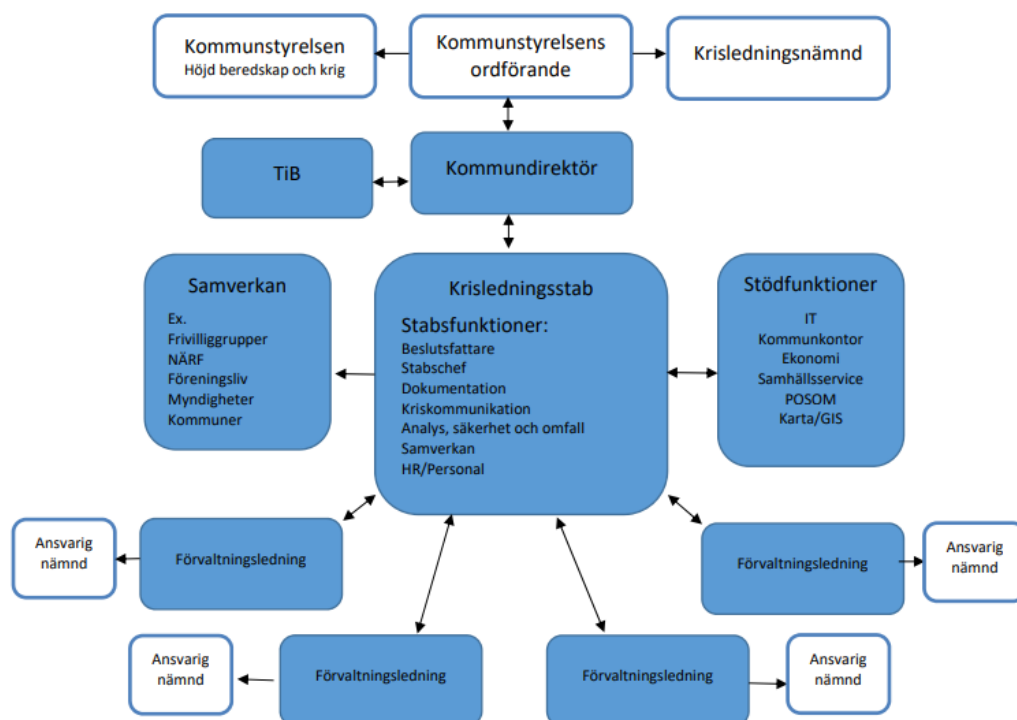 Kommunstyrelsen
Höjd beredskap och krig
Kommunstyrelsens
ordförande
Krisledningsnämnd
TiB
Kommundirektör
Samverkan
Ex.
Frivilliggrupper
NÄRF
Föreningsliv
Myndigheter
Kommuner
Krisledningsstab
Stabsfunktioner:
Beslutsfattare
Stabschef
Dokumentation
Kriskommunikation
Analys, säkerhet och omfall
Samverkan
HR/Personal
Stödfunktioner
IT
Kommunkontor
Ekonomi
Samhällsservice
POSOM
Karta/GIS
Ansvarig
nämnd
Förvaltningsledning
Förvaltningsledning
Ansvarig
nämnd
Ansvarig
nämnd
Förvaltningsledning
Förvaltningsledning
Ansvarig
nämnd